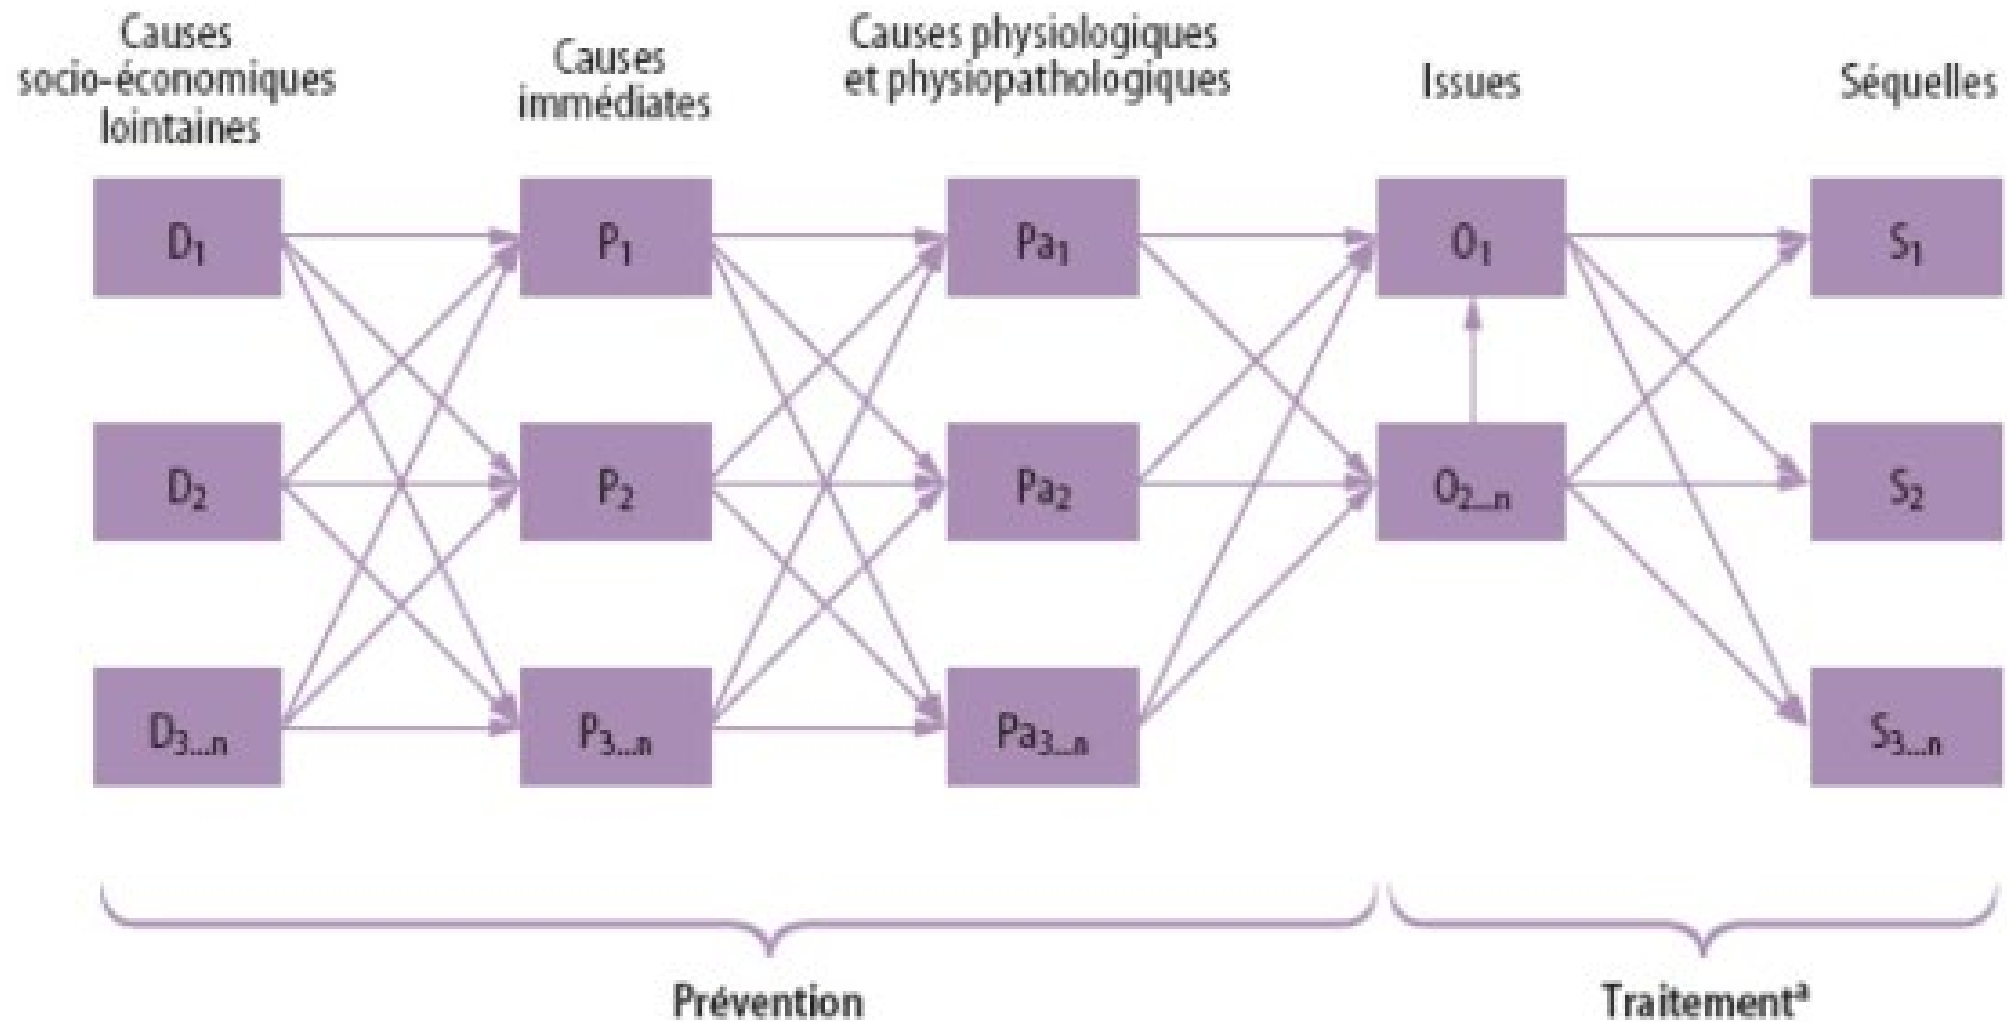 Causes
socio-économiques
lointaines
Causes
immédiates
Causes physiologiques
et physiopathologiques
Issues
Séquelles
D1
P1
Pa1
O1
S1
D2
P2
Pa2
O2...n
S2
D3...n
P3...n
Pa3...n
S3...n
Prévention
Traitementa